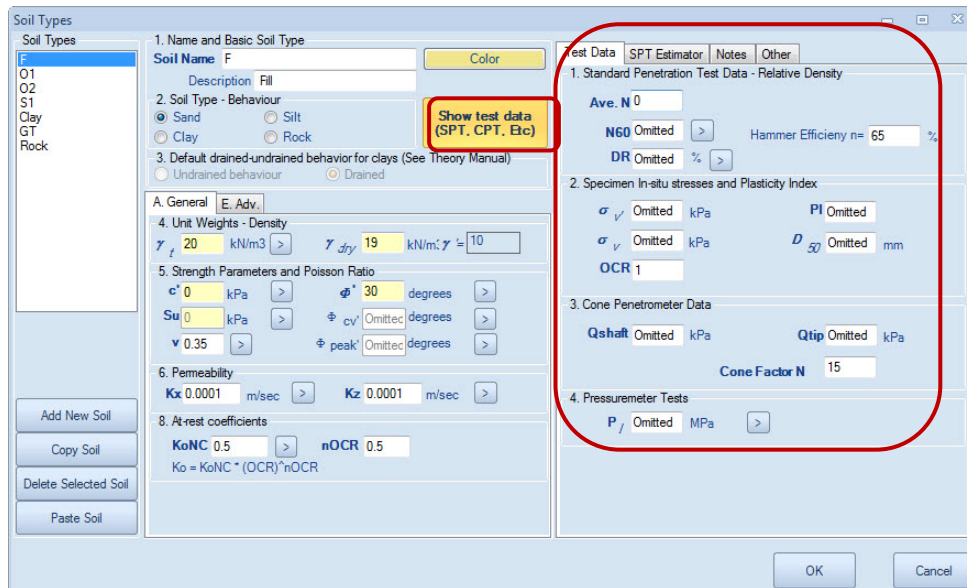 Soil Types
Soil Types
F
O1
O2
S1
Clay
GT
Rock
Add New Soil
Copy Soil
Delete Selected Soil
Paste Soil
1. Name and Basic Soil Type
Soil Name F
Color
Description Fill
2. Soil Type - Behaviour
Sand Silt
Clay Rock
Show test data
(SPT, CPT, Etc)
3. Default drained-undrained behavior for clays (See Theory Manual)
Undrained behaviour Drained
A. General E. Adv.
4. Unit Weights - Density
γ t 20 kN/m3 > γ dry 19 kN/m3 γ '= 10
5. Strength Parameters and Poisson Ratio
c' 0 kPa > Φ' 30 degrees >
Su 0 kPa > Φ cv' Omittec degrees >
v 0.35 > Φ peak' Omittec degrees >
6. Permeability
Kx 0.0001 m/sec > Kz 0.0001 m/sec >
8. At-rest coefficients
KoNC 0.5 > nOCR 0.5
Ko = KoNC * (OCR)^nOCR
Test Data SPT Estimator Notes Other
1. Standard Penetration Test Data - Relative Density
Ave. N 0
N60 Omitted > Hammer Efficieny n= 65 %
DR Omitted % >
2. Specimen In-situ stresses and Plasticity Index
σ V' Omitted kPa PI Omitted
σ V Omitted kPa D 50 Omitted mm
OCR 1
3. Cone Penetrometer Data
Qshaft Omitted kPa Qtip Omitted kPa
Cone Factor N 15
4. Pressuremeter Tests
P l Omitted MPa >
OK Cancel